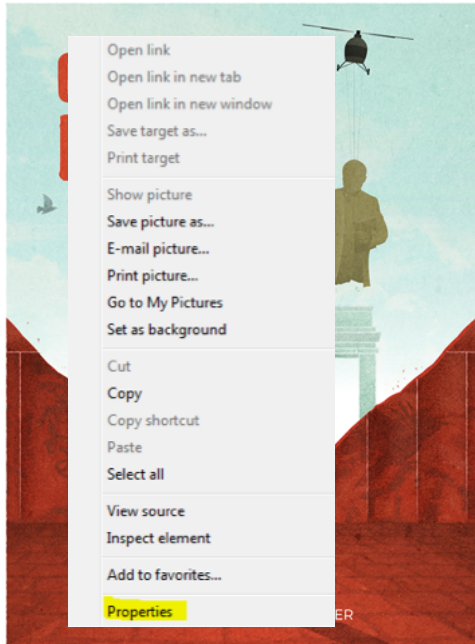 Open link
Open link in new tab
Open link in new window
Save target as...
Print target
Show picture
Save picture as...
E-mail picture...
Print picture...
Go to My Pictures
Set as background
Cut
Copy
Copy shortcut
Paste
Select all
View source
Inspect element
Add to favorites...
Properties
ER